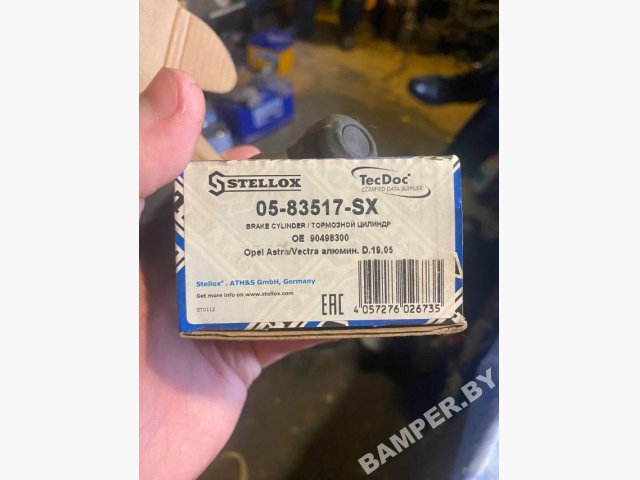 STELLOX
TecDoc
CERTIFIED DATA SUPPLIER
05-83517-SX
BRAKE CYLINDER / ТОРМОЗНОЙ ЦИЛИНДР
OE 90498300
Opel Astra/Vectra алюмин. D.19.05
Stellox® . ATH&S GmbH, Germany
Get more info on www.stellox.com
ST0112
EAC
4 057276 026735
BAMPER.BY